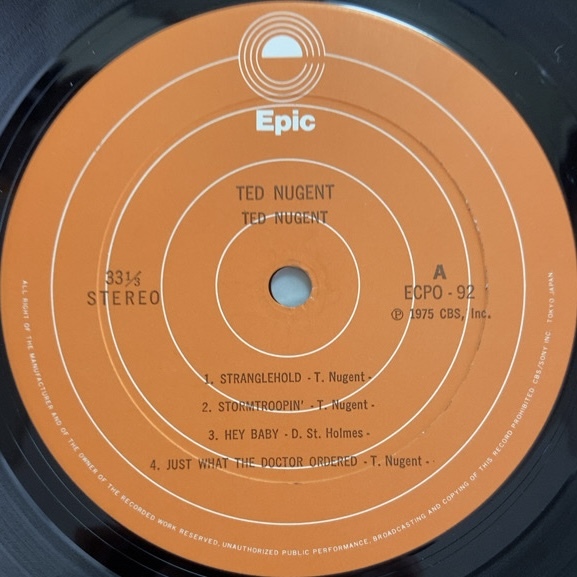 Epic
TED NUGENT
TED NUGENT
33⅓
STEREO
A
ECPO - 92
℗ 1975 CBS, Inc.
1. STRANGLEHOLD - T. Nugent -
2. STORMTROOPIN' - T. Nugent -
3. HEY BABY - D. St. Holmes -
4. JUST WHAT THE DOCTOR ORDERED - T. Nugent -
ALL RIGHT OF THE MANUFACTURER AND OF THE OWNER OF THE RECORDED WORK RESERVED. UNAUTHORIZED PUBLIC PERFORMANCE, BROADCASTING AND COPYING OF THIS RECORD PROHIBITED CBS/SONY INC. TOKYO JAPAN